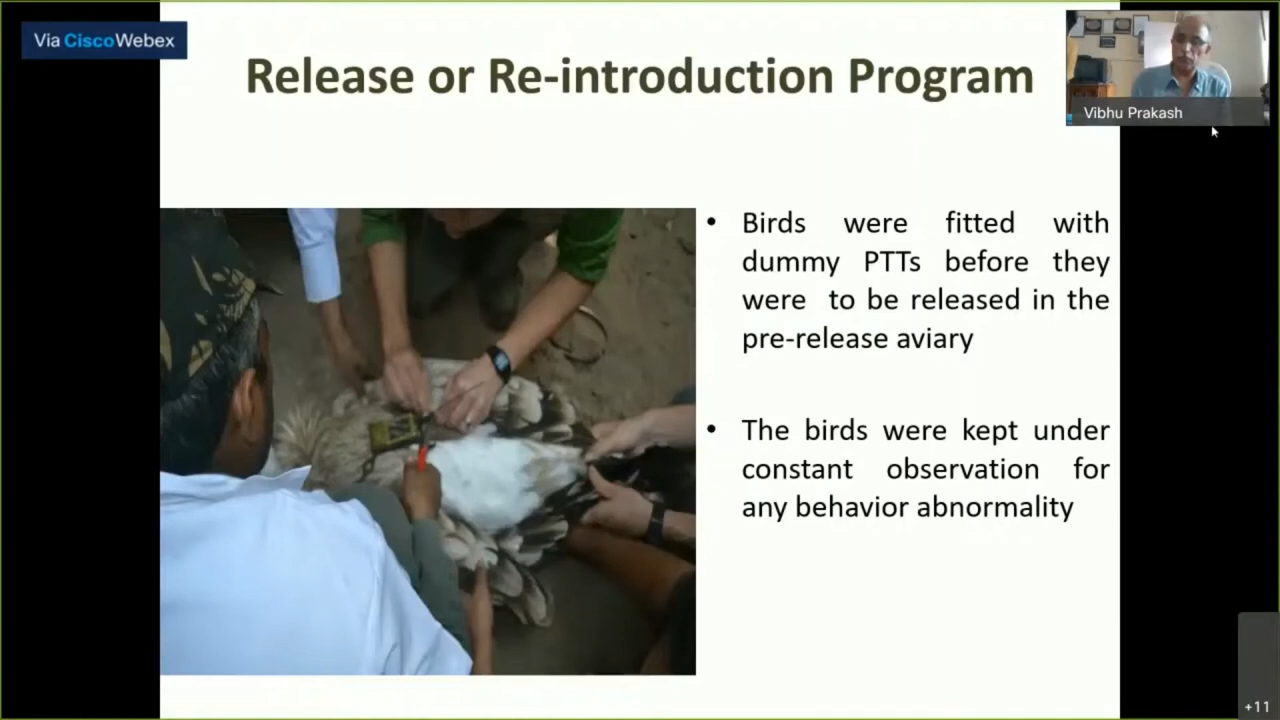 Via CiscoWebex
Release or Re-introduction Program
Vibhu Prakash
• Birds were fitted with
dummy PTTs before they
were to be released in the
pre-release aviary
• The birds were kept under
constant observation for
any behavior abnormality
+11